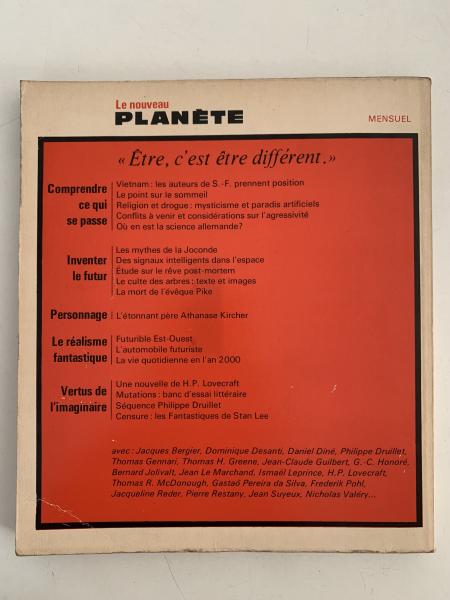 Le nouveau
PLANÈTE
MENSUEL
« Être, c'est être différent.»
Comprendre
ce qui
se passe
Vietnam : les auteurs de S.-F. prennent position
Le point sur le sommeil
Religion et drogue : mysticisme et paradis artificiels
Conflits à venir et considérations sur l'agressivité
Où en est la science allemande?
Inventer
le futur
Les mythes de la Joconde
Des signaux intelligents dans l'espace
Étude sur le rêve post-mortem
Le culte des arbres : texte et images
La mort de l'évêque Pike
Personnage
L'étonnant père Athanase Kircher
Le réalisme
fantastique
Futurible Est-Ouest
L'automobile futuriste
La vie quotidienne en l'an 2000
Vertus de
l'imaginaire
Une nouvelle de H.P. Lovecraft
Mutations : banc d'essai littéraire
Séquence Philippe Druillet
Censure : les Fantastiques de Stan Lee
avec : Jacques Bergier, Dominique Desanti, Daniel Diné, Philippe Druillet,
Thomas Gennari, Thomas H. Greene, Jean-Claude Guilbert, G.-C. Honoré,
Bernard Jolivalt, Jean Le Marchand, Ismaël Leprince, H.P. Lovecraft,
Thomas R. McDonough, Gastaô Pereira da Silva, Frederik Pohl,
Jacqueline Reder, Pierre Restany, Jean Suyeux, Nicholas Valéry...